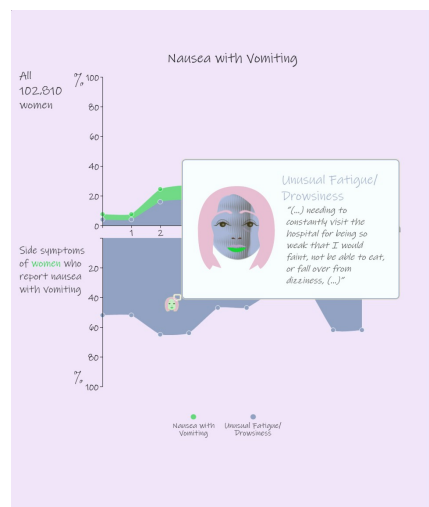 Nausea with Vomiting
All
102.810
women
%
100
80
60
40
20
0
1
2
Unusual Fatigue/
Drowsiness
"(...) needing to
constantly visit the
hospital for being so
weak that I would
faint, not be able to eat,
or fall over from
dizziness, (...)"
Side symptoms
of women who
report nausea
with Vomiting
20
40
60
80
100
%
Nausea with
Vomiting
Unusual Fatigue/
Drowsiness